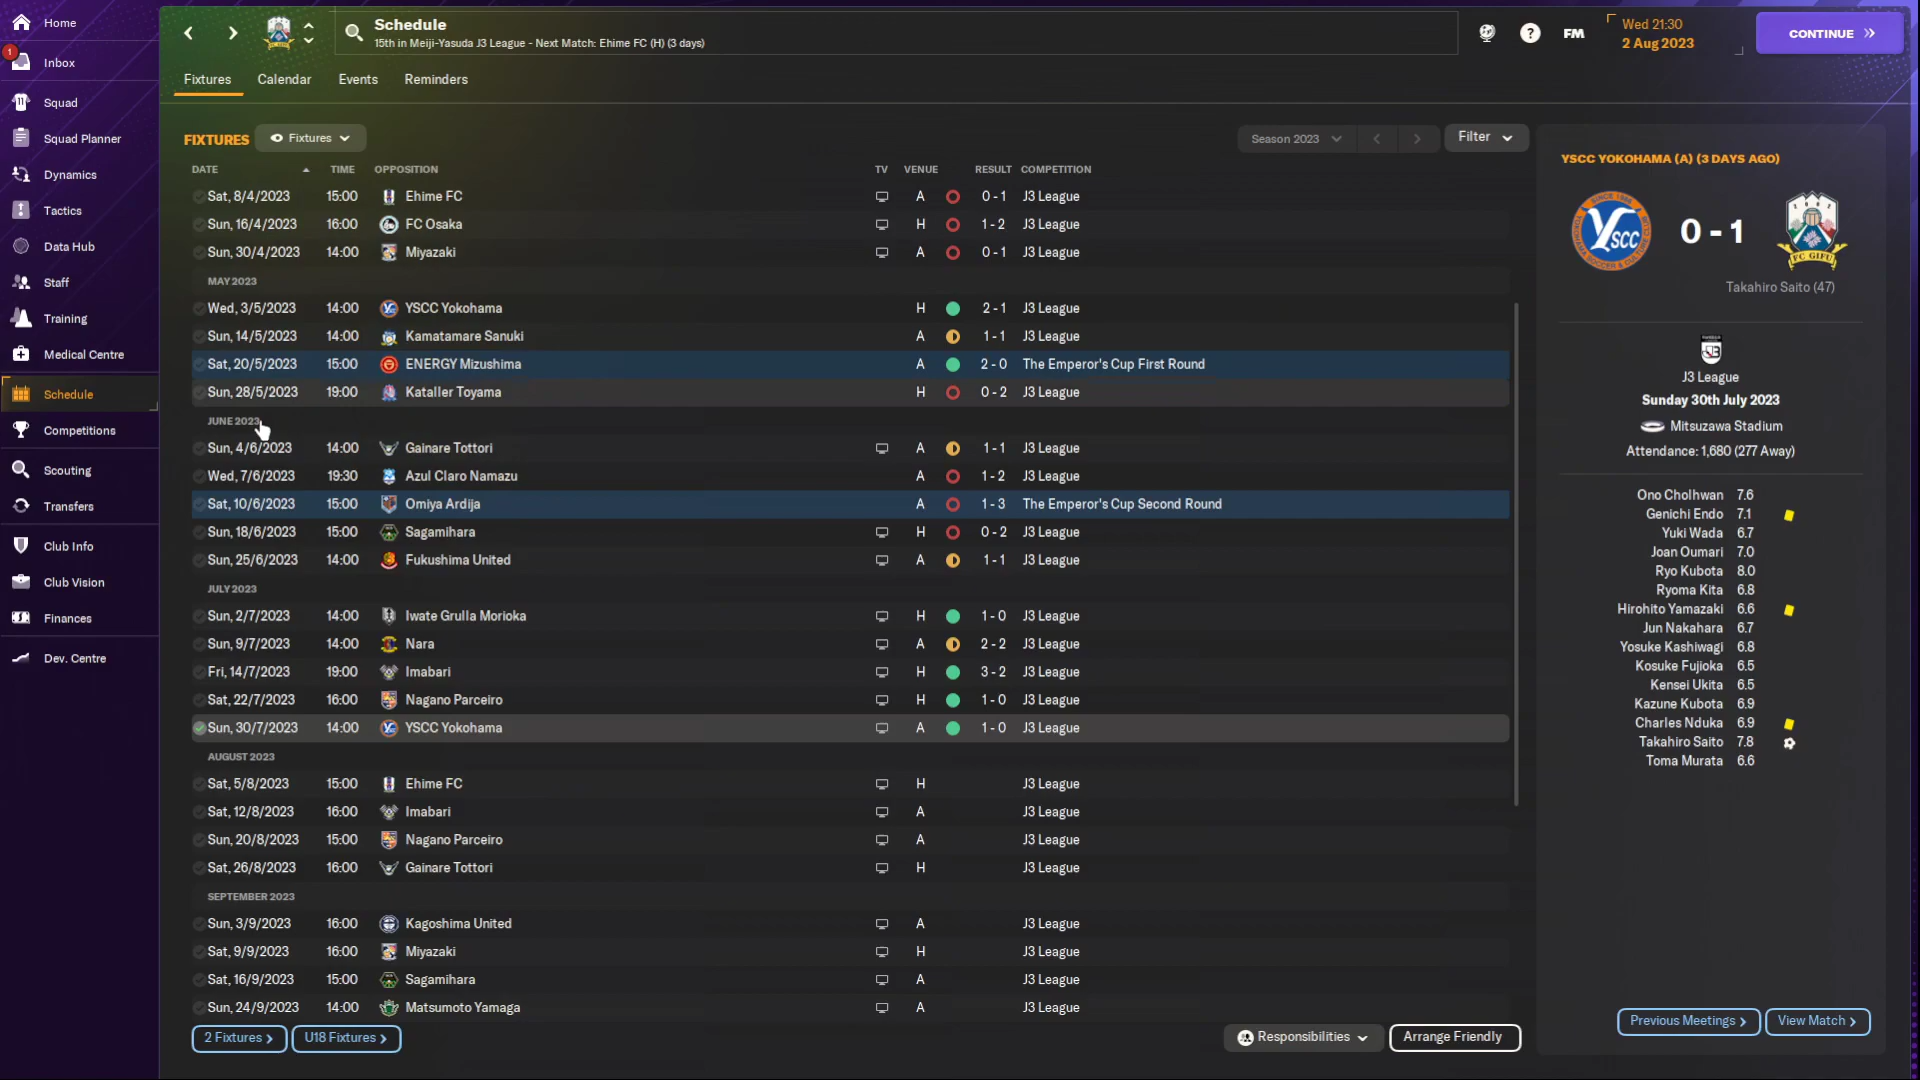 Home
1
Inbox
Squad
Squad Planner
Dynamics
Tactics
Data Hub
Staff
Training
Medical Centre
Schedule
Competitions
Scouting
Transfers
Club Info
Club Vision
Finances
Dev. Centre
Schedule
15th in Meiji-Yasuda J3 League - Next Match: Ehime FC (H) (3 days)
? FM
Wed 21:30
2 Aug 2023
CONTINUE
Fixtures Calendar Events Reminders
FIXTURES Fixtures Season 2023 Filter
DATE TIME OPPOSITION TV VENUE RESULT COMPETITION
Sat, 8/4/2023 15:00 Ehime FC A 0 - 1 J3 League
Sun, 16/4/2023 16:00 FC Osaka H 1 - 2 J3 League
Sun, 30/4/2023 14:00 Miyazaki A 0 - 1 J3 League
MAY 2023
Wed, 3/5/2023 14:00 YSCC Yokohama H 2 - 1 J3 League
Sun, 14/5/2023 14:00 Kamatamare Sanuki A 1 - 1 J3 League
Sat, 20/5/2023 15:00 ENERGY Mizushima A 2 - 0 The Emperor's Cup First Round
Sun, 28/5/2023 19:00 Kataller Toyama H 0 - 2 J3 League
JUNE 2023
Sun, 4/6/2023 14:00 Gainare Tottori A 1 - 1 J3 League
Wed, 7/6/2023 19:30 Azul Claro Namazu A 1 - 2 J3 League
Sat, 10/6/2023 15:00 Omiya Ardija A 1 - 3 The Emperor's Cup Second Round
Sun, 18/6/2023 15:00 Sagamihara H 0 - 2 J3 League
Sun, 25/6/2023 14:00 Fukushima United A 1 - 1 J3 League
JULY 2023
Sun, 2/7/2023 14:00 Iwate Grulla Morioka H 1 - 0 J3 League
Sun, 9/7/2023 14:00 Nara A 2 - 2 J3 League
Fri, 14/7/2023 19:00 Imabari H 3 - 2 J3 League
Sat, 22/7/2023 16:00 Nagano Parceiro H 1 - 0 J3 League
Sun, 30/7/2023 14:00 YSCC Yokohama A 1 - 0 J3 League
AUGUST 2023
Sat, 5/8/2023 15:00 Ehime FC H J3 League
Sat, 12/8/2023 16:00 Imabari A J3 League
Sun, 20/8/2023 15:00 Nagano Parceiro A J3 League
Sat, 26/8/2023 16:00 Gainare Tottori H J3 League
SEPTEMBER 2023
Sun, 3/9/2023 16:00 Kagoshima United A J3 League
Sat, 9/9/2023 16:00 Miyazaki H J3 League
Sat, 16/9/2023 15:00 Sagamihara A J3 League
Sun, 24/9/2023 14:00 Matsumoto Yamaga A J3 League
2 Fixtures U18 Fixtures Responsibilities Arrange Friendly
YSCC YOKOHAMA (A) (3 DAYS AGO)
YSCC
0 - 1
FC GIFU
Takahiro Saito (47)
J3 League
Sunday 30th July 2023
Mitsuzawa Stadium
Attendance: 1,680 (277 Away)
Ono Cholhwan 7.6
Genichi Endo 7.1
Yuki Wada 6.7
Joan Oumari 7.0
Ryo Kubota 8.0
Ryoma Kita 6.8
Hirohito Yamazaki 6.6
Jun Nakahara 6.7
Yosuke Kashiwagi 6.8
Kosuke Fujioka 6.5
Kensei Ukita 6.5
Kazune Kubota 6.9
Charles Nduka 6.9
Takahiro Saito 7.8
Toma Murata 6.6
Previous Meetings View Match